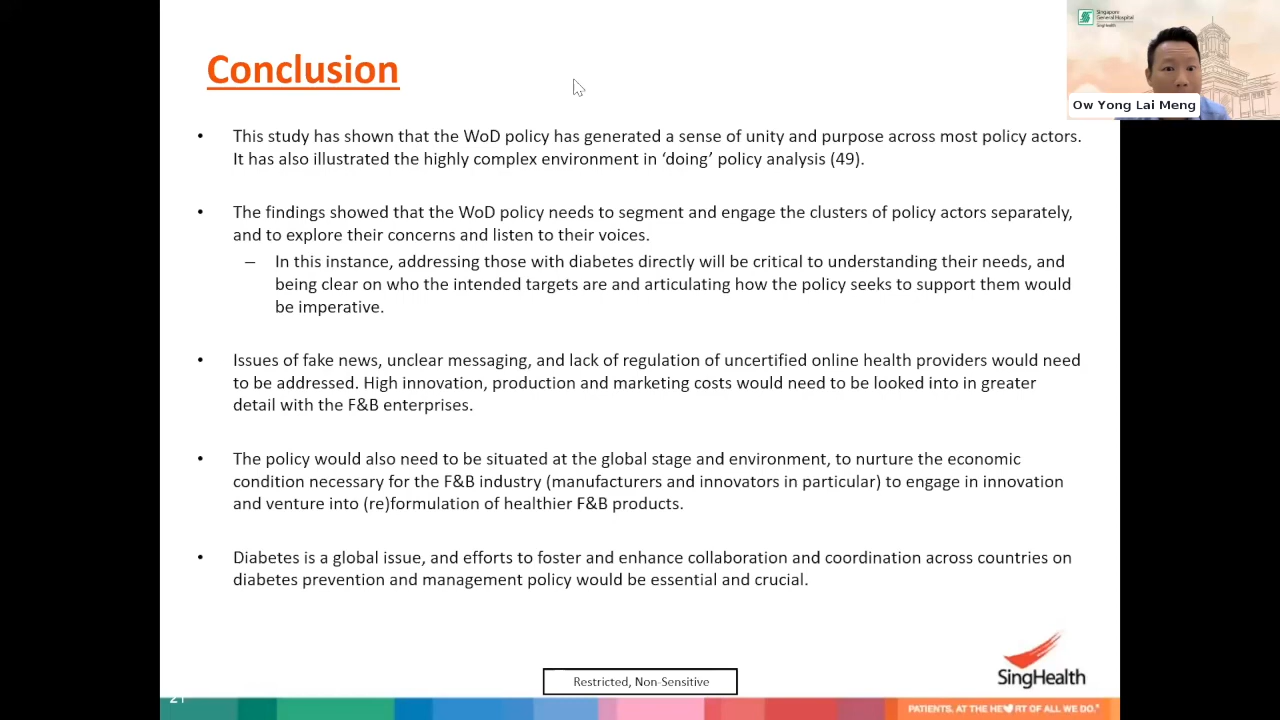 Conclusion
Singapore
General Hospital
SingHealth
Ow Yong Lai Meng
• This study has shown that the WoD policy has generated a sense of unity and purpose across most policy actors.
It has also illustrated the highly complex environment in ‘doing’ policy analysis (49).
• The findings showed that the WoD policy needs to segment and engage the clusters of policy actors separately,
and to explore their concerns and listen to their voices.
– In this instance, addressing those with diabetes directly will be critical to understanding their needs, and
being clear on who the intended targets are and articulating how the policy seeks to support them would
be imperative.
• Issues of fake news, unclear messaging, and lack of regulation of uncertified online health providers would need
to be addressed. High innovation, production and marketing costs would need to be looked into in greater
detail with the F&B enterprises.
• The policy would also need to be situated at the global stage and environment, to nurture the economic
condition necessary for the F&B industry (manufacturers and innovators in particular) to engage in innovation
and venture into (re)formulation of healthier F&B products.
• Diabetes is a global issue, and efforts to foster and enhance collaboration and coordination across countries on
diabetes prevention and management policy would be essential and crucial.
SingHealth
Restricted, Non-Sensitive
21
PATIENTS. AT THE HE RT OF ALL WE DO.®